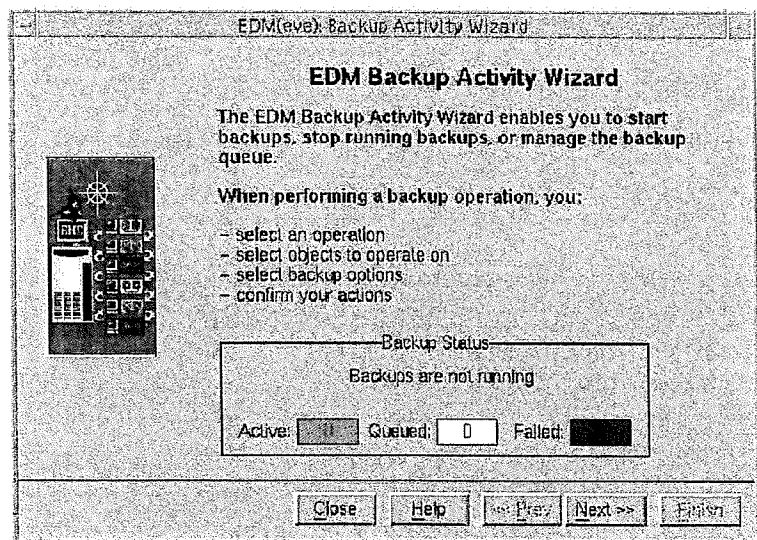 EDM(eve): Backup Activity Wizard
EDM Backup Activity Wizard
The EDM Backup Activity Wizard enables you to start
backups, stop running backups, or manage the backup
queue.
When performing a backup operation, you:
– select an operation
– select objects to operate on
– select backup options
– confirm your actions
EMC
Backup Status
Backups are not running
Active: 0 Queued: 0 Failed:
Close Help << Prev Next >> Finish